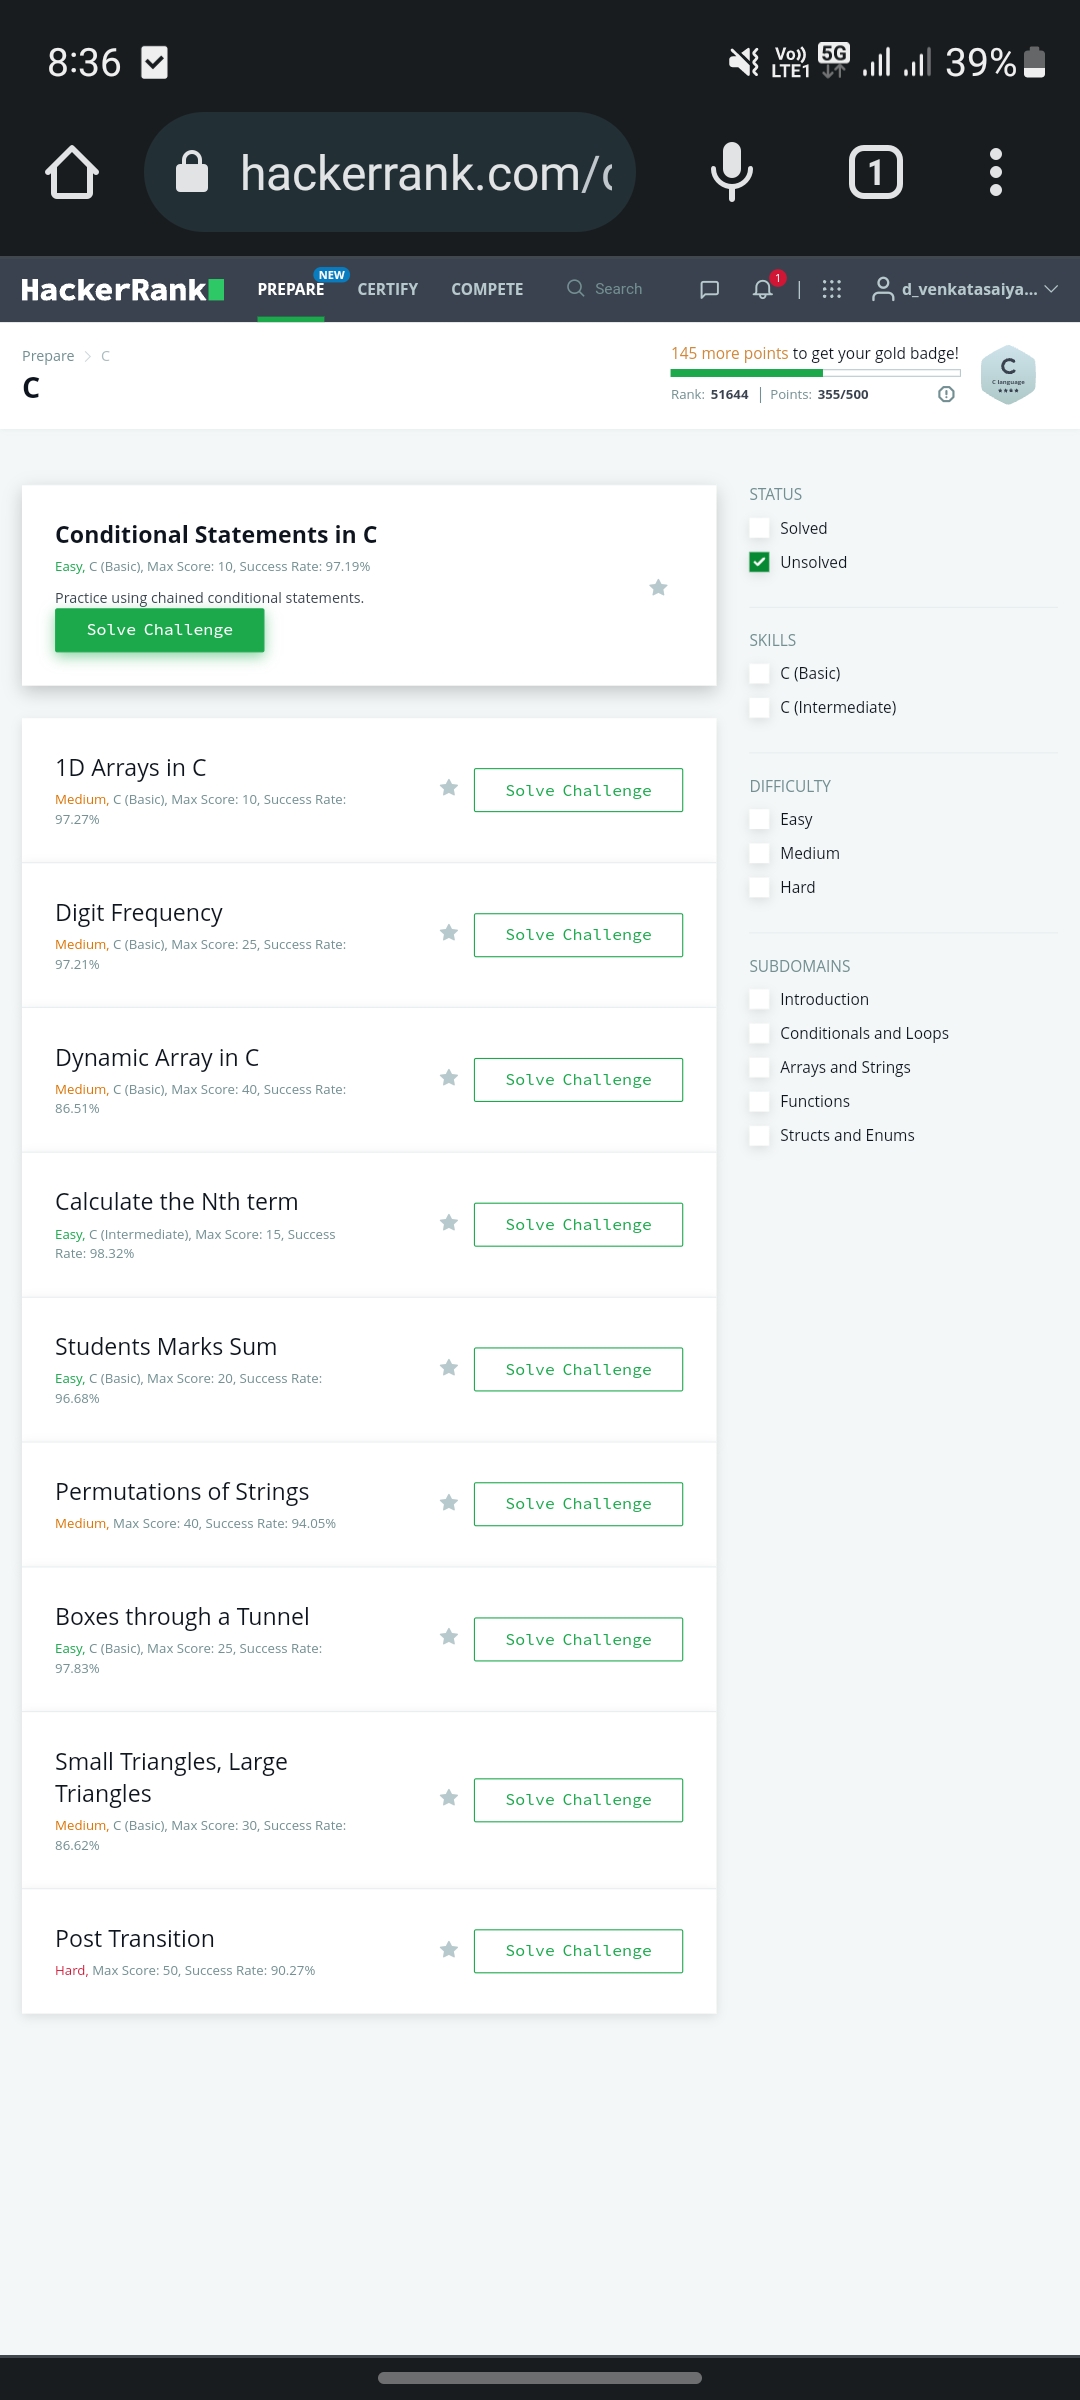 8:36
Vo))
LTE1
5G
39%
hackerrank.com/
1
HackerRank
PREPARE
NEW
CERTIFY
COMPETE
Search
1
d_venkatasaiya...
Prepare > C
C
145 more points to get your gold badge!
Rank: 51644 | Points: 355/500
C
C language
Conditional Statements in C
Easy, C (Basic), Max Score: 10, Success Rate: 97.19%
Practice using chained conditional statements.
Solve Challenge
1D Arrays in C
Medium, C (Basic), Max Score: 10, Success Rate:
97.27%
Solve Challenge
Digit Frequency
Medium, C (Basic), Max Score: 25, Success Rate:
97.21%
Solve Challenge
Dynamic Array in C
Medium, C (Basic), Max Score: 40, Success Rate:
86.51%
Solve Challenge
Calculate the Nth term
Easy, C (Intermediate), Max Score: 15, Success
Rate: 98.32%
Solve Challenge
Students Marks Sum
Easy, C (Basic), Max Score: 20, Success Rate:
96.68%
Solve Challenge
Permutations of Strings
Medium, Max Score: 40, Success Rate: 94.05%
Solve Challenge
Boxes through a Tunnel
Easy, C (Basic), Max Score: 25, Success Rate:
97.83%
Solve Challenge
Small Triangles, Large
Triangles
Medium, C (Basic), Max Score: 30, Success Rate:
86.62%
Solve Challenge
Post Transition
Hard, Max Score: 50, Success Rate: 90.27%
Solve Challenge
STATUS
Solved
Unsolved
SKILLS
C (Basic)
C (Intermediate)
DIFFICULTY
Easy
Medium
Hard
SUBDOMAINS
Introduction
Conditionals and Loops
Arrays and Strings
Functions
Structs and Enums